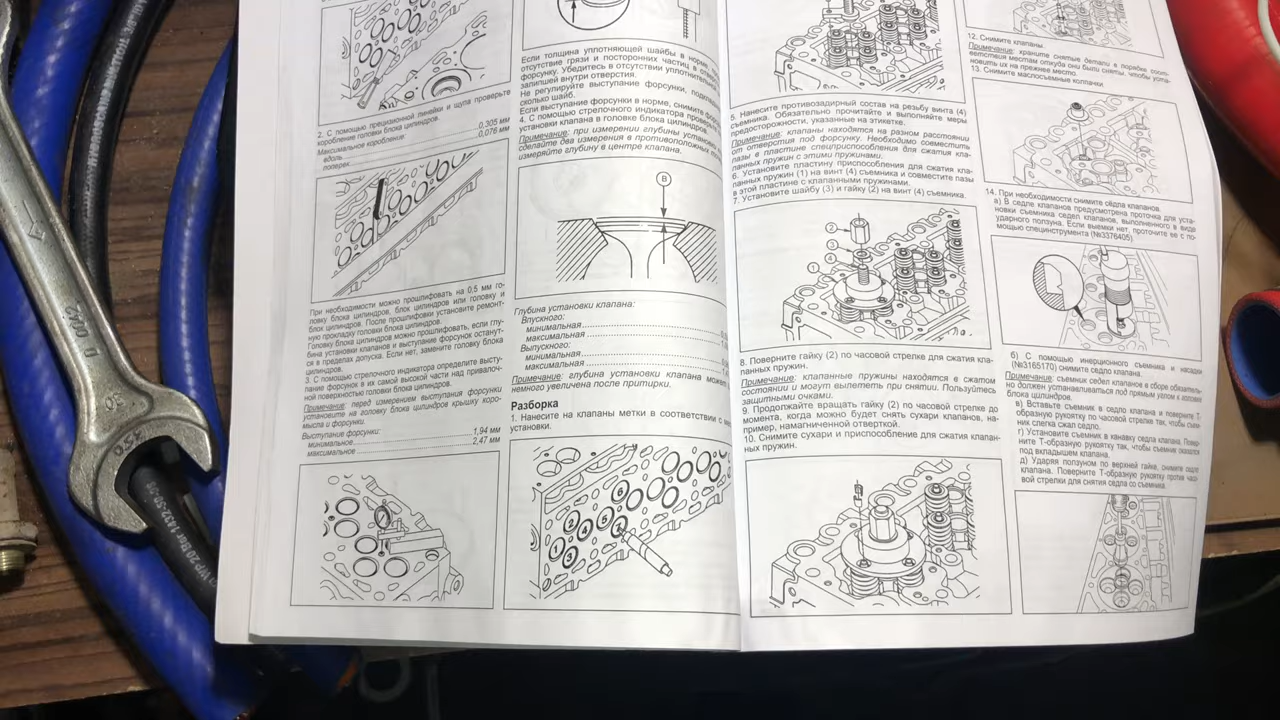 2. С помощью прецизионной линейки и щупа проверьте
коробление головки блока цилиндров.
Максимальное коробление
вдоль 0,305 мм
поперек 0,076 мм
При необходимости можно прошлифовать на 0,5 мм го-
ловку блока цилиндров, блок цилиндров или головку и
блок цилиндров. После прошлифовки установите ремонт-
ную прокладку головки блока цилиндров.
Головку блока цилиндров можно прошлифовать, если глу-
бина установки клапанов и выступание форсунок останут-
ся в пределах допуска. Если нет, замените головку блока
цилиндров.
3. С помощью стрелочного индикатора определите высту-
пание форсунок в их самой высокой части над привалоч-
ной поверхностью головки блока цилиндров.
Примечание: перед измерением выступания форсунки
установите на головку блока цилиндров крышку коро-
мысла и форсунки.
Выступание форсунки:
минимальное 1,94 мм
максимальное 2,47 мм
Если толщина уплотняющей шайбы в норме
отсутствие грязи и посторонних частиц в
форсунку. Убедитесь в отсутствии
залипшей внутри отверстия.
Не регулируйте выступание форсунки,
сколько шайб.
Если выступание форсунки в норме, снимите
4. С помощью стрелочного индикатора
установки клапана в головке блока цилиндров.
Примечание: при измерении глубины
сделайте два измерения в противоположных
измеряйте глубину в центре клапана.
B
Глубина установки клапана:
Впускного:
минимальная
максимальная
Выпускного:
минимальная
максимальная
Примечание: глубина установки клапана может
немного увеличена после притирки.
Разборка
1. Нанесите на клапаны метки в соответствии с
установки.
1 2 3 5 6
5. Нанесите противозадирный состав на резьбу винта (4)
съемника. Обязательно прочитайте и выполняйте меры
предосторожности, указанные на этикетке.
Примечание: клапаны находятся на разном расстоянии
от отверстия под форсунку. Необходимо совместить
пазы в пластине спецприспособления для сжатия кла-
панных пружин с этими пружинами.
6. Установите пластину приспособления для сжатия кла-
панных пружин (1) на винт (4) съемника и совместите пазы
в этой пластине с клапанными пружинами.
7. Установите шайбу (3) и гайку (2) на винт (4) съемника.
2
8. Поверните гайку (2) по часовой стрелке для сжатия кла-
панных пружин.
Примечание: клапанные пружины находятся в сжатом
состоянии и могут вылететь при снятии. Пользуйтесь
защитными очками.
9. Продолжайте вращать гайку (2) по часовой стрелке до
момента, когда можно будет снять сухари клапанов, на-
пример, намагниченной отверткой.
10. Снимите сухари и приспособление для сжатия клапан-
ных пружин.
12. Снимите клапаны.
Примечание: храните снятые детали в порядке соот-
ветствия местам откуда они были сняты, чтобы уста-
новить их на прежнее место.
13. Снимите маслосъемные колпачки.
14. При необходимости снимите сёдла клапанов.
а) В седле клапанов предусмотрена проточка для уста-
новки съемника седел клапанов, выполненного в виде
ударного ползуна. Если выемки нет, проточите ее с по-
мощью специнструмента (№3376405).
б) С помощью инерционного съемника и насадки
(№3165170) снимите седло клапана.
Примечание: съемник седел клапанов в сборе обязатель-
но должен устанавливаться под прямым углом к головке
блока цилиндров.
в) Вставьте съемник в седло клапана и поверните Т-
образную рукоятку по часовой стрелке так, чтобы съем-
ник слегка сжал седло.
г) Установите съемник в канавку седла клапана. Повер-
ните Т-образную рукоятку так, чтобы съемник оказался
под вкладышем клапана.
д) Ударяя ползуном по верхней гайке, снимите седло
клапана. Поверните Т-образную рукоятку против часо-
вой стрелки для снятия седла со съемника.
20 Bar